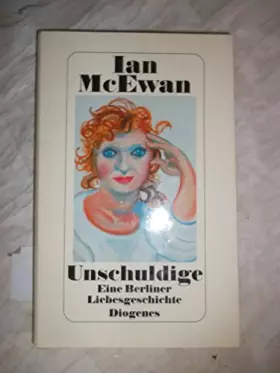 Ian
McEwan
Unschuldige
Eine Berliner
Liebesgeschichte
Diogenes